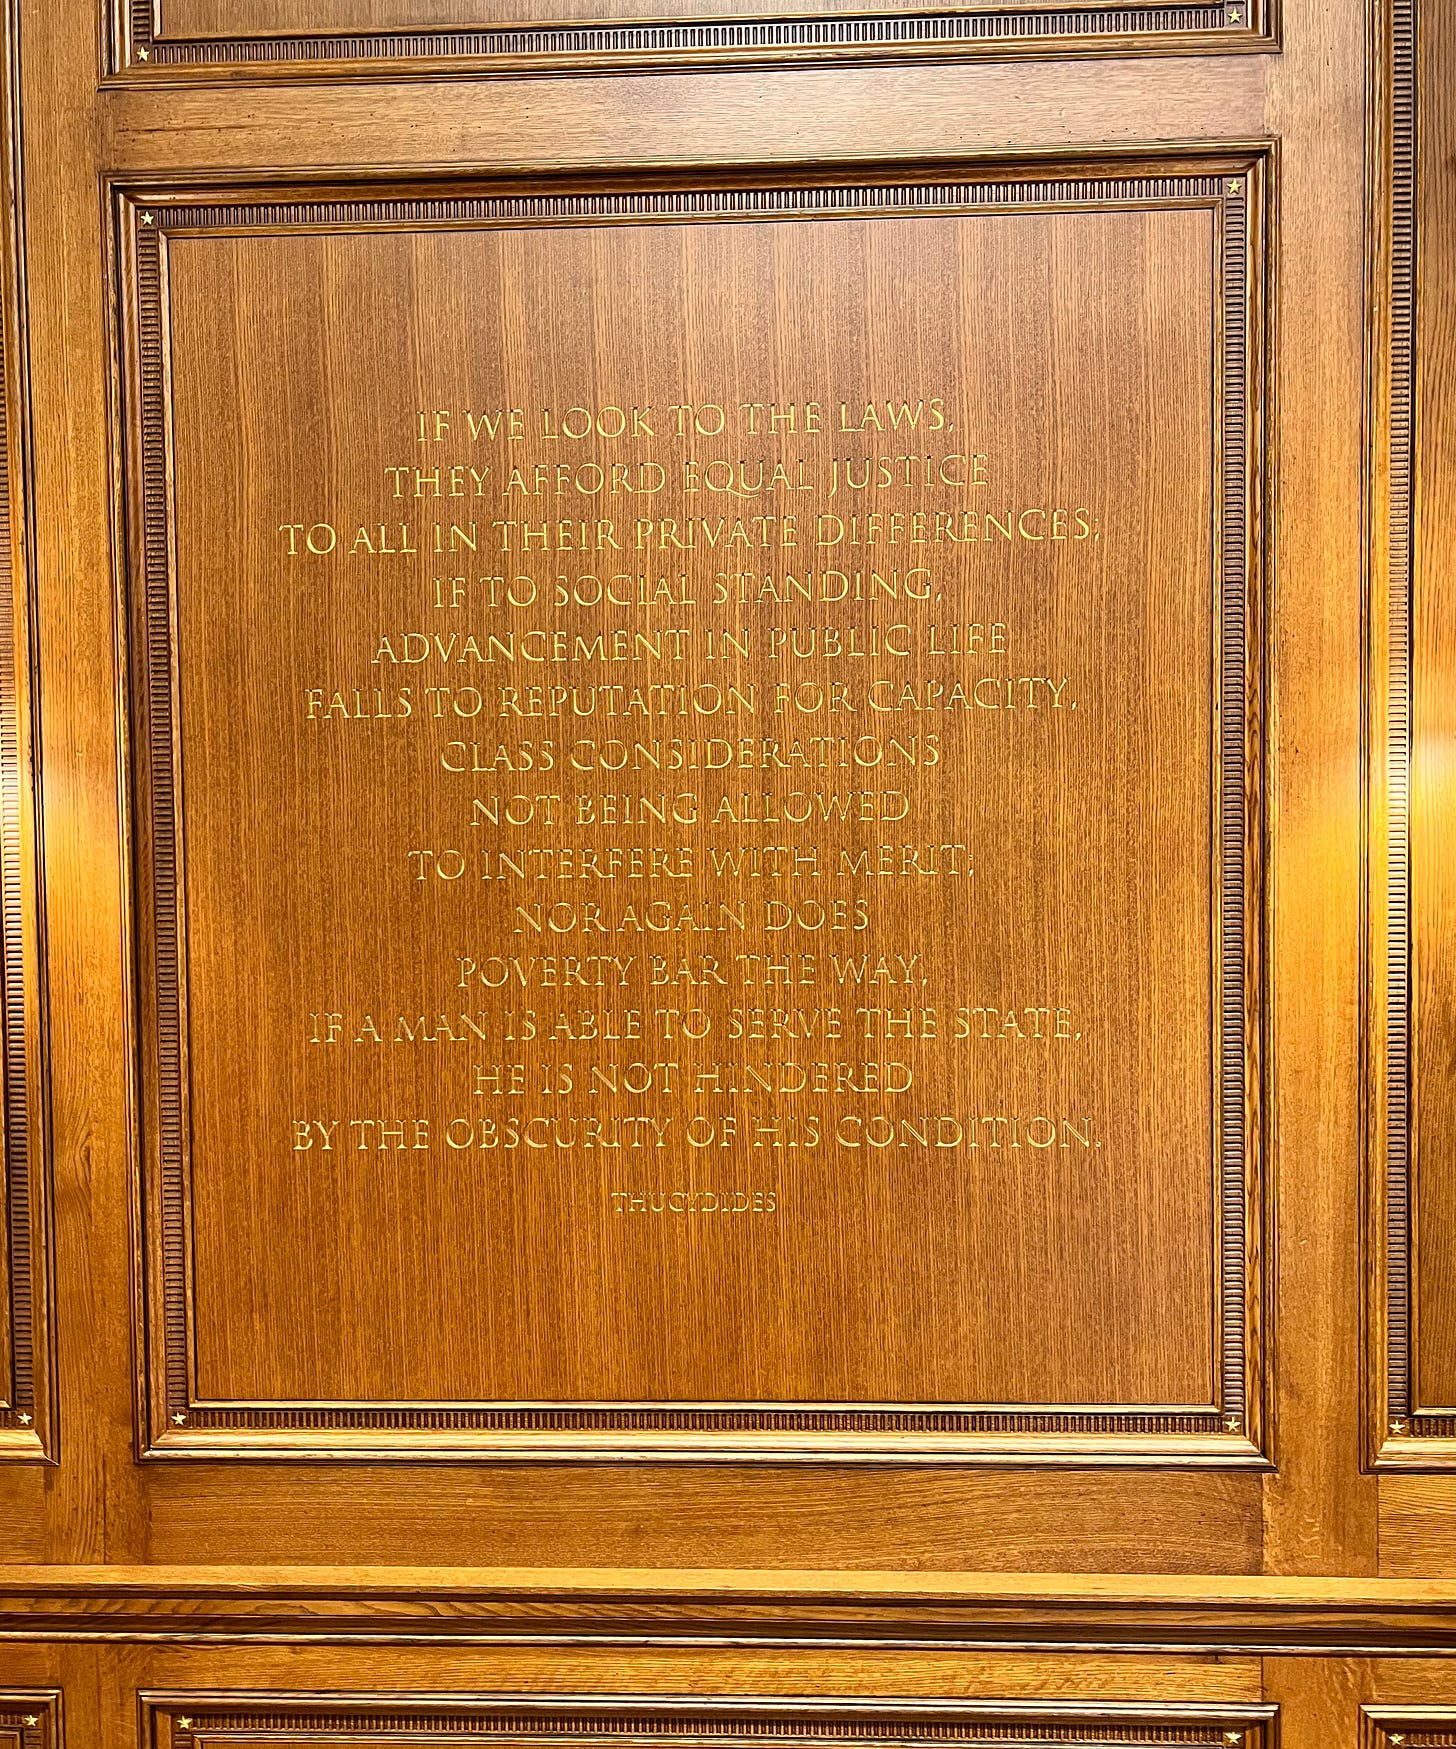 IF WE LOOK TO THE LAWS,
THEY AFFORD EQUAL JUSTICE
TO ALL IN THEIR PRIVATE DIFFERENCES;
IF TO SOCIAL STANDING,
ADVANCEMENT IN PUBLIC LIFE
FALLS TO REPUTATION FOR CAPACITY,
CLASS CONSIDERATIONS
NOT BEING ALLOWED
TO INTERFERE WITH MERIT;
NOR AGAIN DOES
POVERTY BAR THE WAY,
IF A MAN IS ABLE TO SERVE THE STATE,
HE IS NOT HINDERED
BY THE OBSCURITY OF HIS CONDITION.
THUCYDIDES